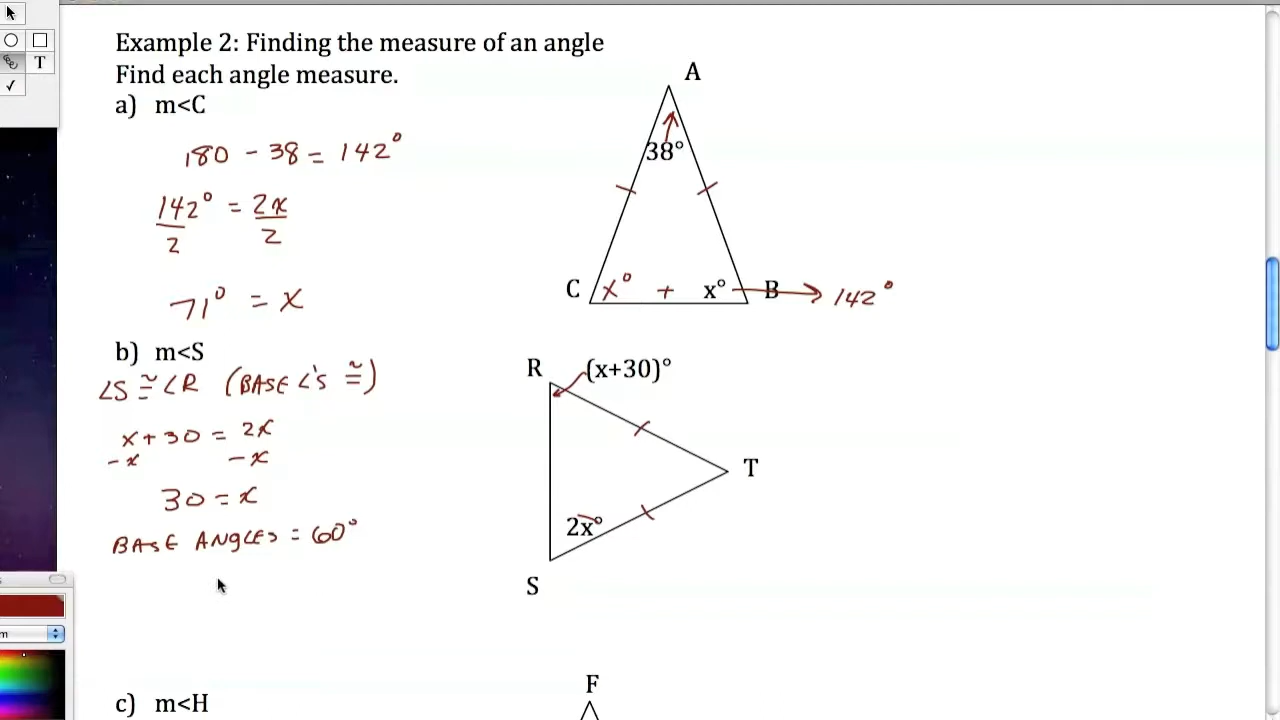 T
Example 2: Finding the measure of an angle
Find each angle measure.
a) m<C
180 - 38 = 142°
142° = 2x
2 2
71° = x
A
38°
C x° + x° B 142°
b) m<S
∠S ≅ ∠R (BASE ∠'S ≅)
x + 30 = 2x
-x -x
30 = x
BASE ANGLES = 60°
R (x+30)°
T
2x°
S
c) m<H
F
m